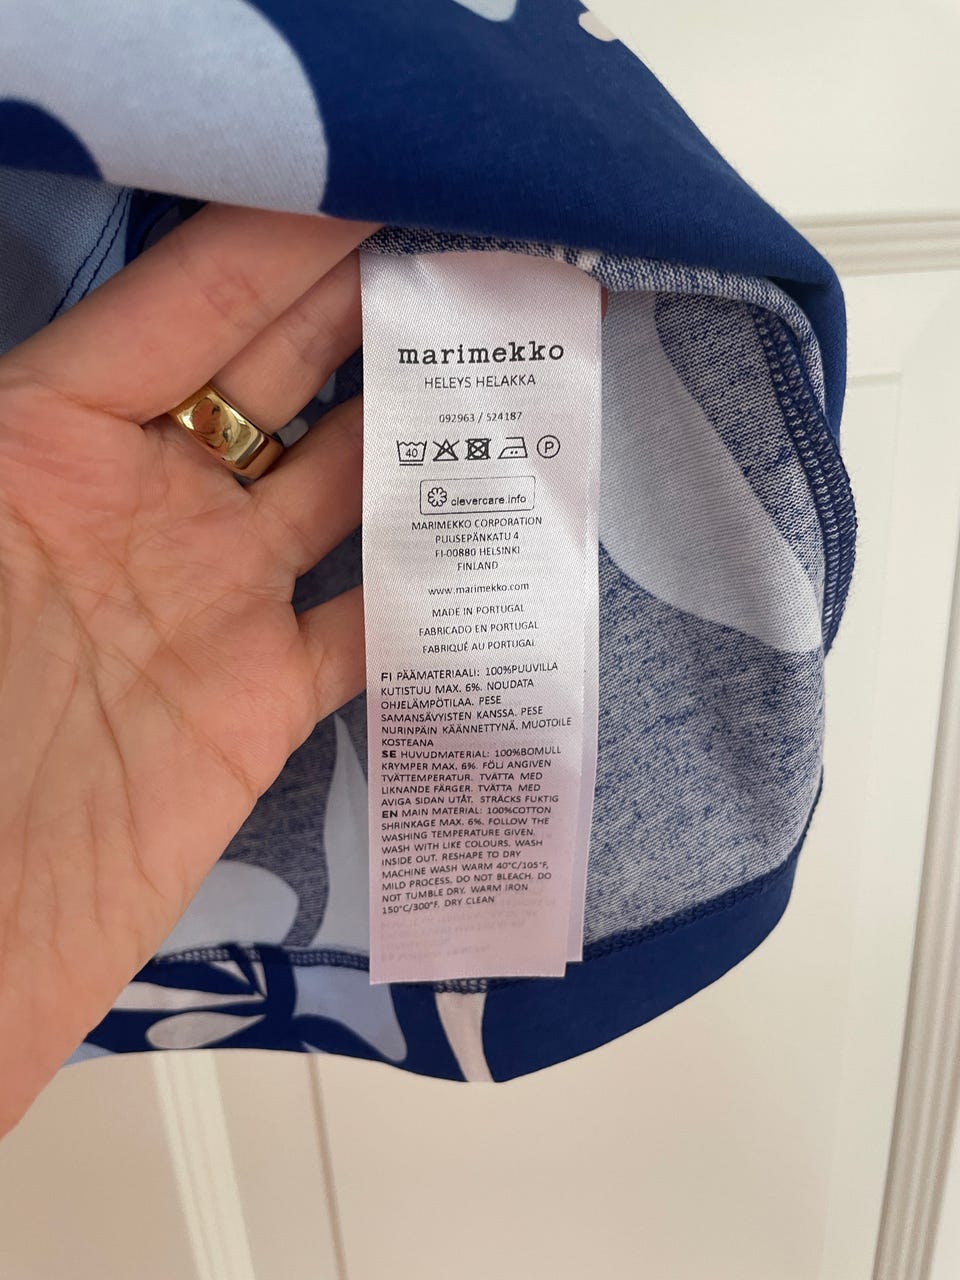 marimekko
HELEYS HELAKKA
092963 / 524187
40 P
clevercare.info
MARIMEKKO CORPORATION
PUUSEPÄNKATU 4
FI-00880 HELSINKI
FINLAND
www.marimekko.com
MADE IN PORTUGAL
FABRICADO EN PORTUGAL
FABRIQUÉ AU PORTUGAL
FI PÄÄMATERIAALI: 100%PUUVILLA
KUTISTUU MAX. 6%. NOUDATA
OHJELÄMPÖTILAA. PESE
SAMANSÄVYISTEN KANSSA. PESE
NURINPÄIN KÄÄNNETTYNÄ. MUOTOILE
KOSTEANA
SE HUVUDMATERIAL: 100%BOMULL
KRYMPER MAX. 6%. FÖLJ ANGIVEN
TVÄTTEMPERATUR. TVÄTTA MED
LIKNANDE FÄRGER. TVÄTTA MED
AVIGA SIDAN UTÅT. STRÄCKS FUKTIG
EN MAIN MATERIAL: 100%COTTON
SHRINKAGE MAX. 6%. FOLLOW THE
WASHING TEMPERATURE GIVEN.
WASH WITH LIKE COLOURS. WASH
INSIDE OUT. RESHAPE TO DRY
MACHINE WASH WARM 40°C/105°F,
MILD PROCESS. DO NOT BLEACH. DO
NOT TUMBLE DRY. WARM IRON
150°C/300°F. DRY CLEAN